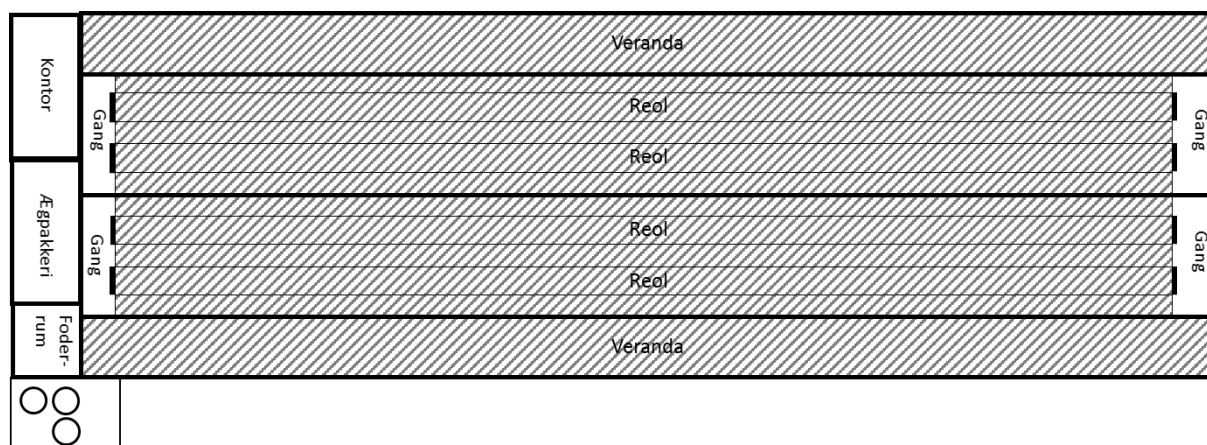 Veranda
Kontor
Gang
Reol
Gang
Reol
Ægpakkeri
Gang
Reol
Gang
Reol
Foder-
rum
Veranda